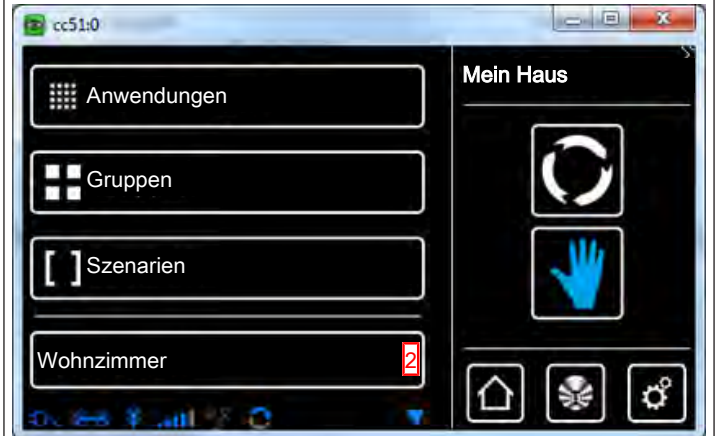 cc51:0
Anwendungen
Gruppen
Szenarien
Wohnzimmer 2
Mein Haus